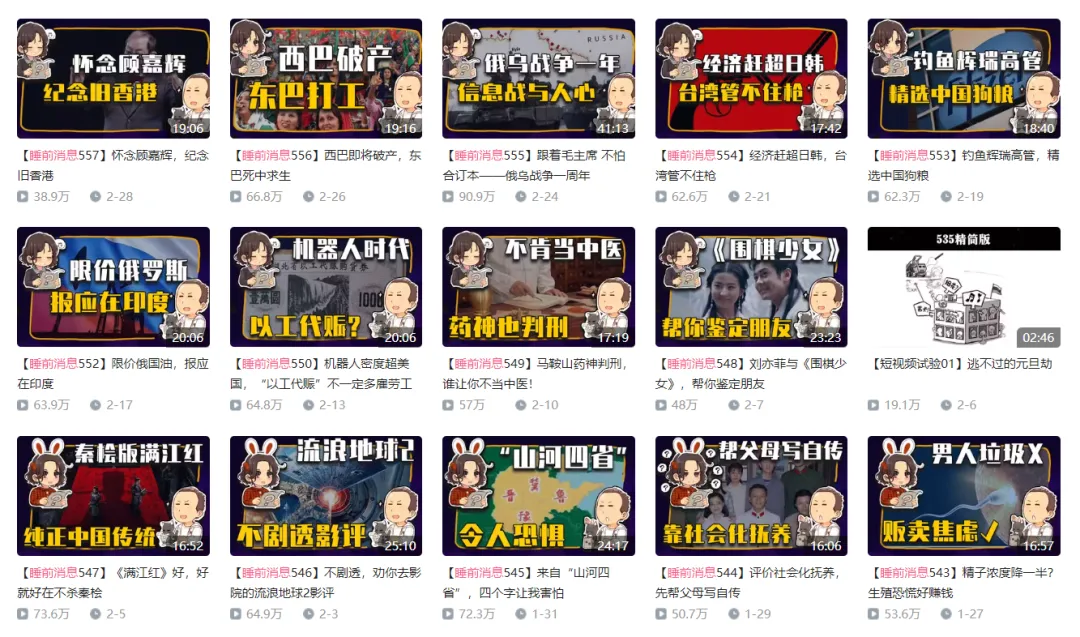 怀念顾嘉辉
纪念旧香港
19:06
【睡前消息557】怀念顾嘉辉，纪念
旧香港
38.9万 2-28
西巴破产
东巴打工
19:16
【睡前消息556】西巴即将破产，东
巴死中求生
66.8万 2-26
RUSSIA
俄乌战争一年
信息战与人心
41:13
【睡前消息555】跟着毛主席 不怕
合订本——俄乌战争一周年
90.9万 2-24
经济赶超日韩
台湾管不住枪
17:42
【睡前消息554】经济赶超日韩，台
湾管不住枪
62.6万 2-21
钓鱼辉瑞高管
精选中国狗粮
18:40
【睡前消息553】钓鱼辉瑞高管，精
选中国狗粮
62.3万 2-19
限价俄罗斯
报应在印度
20:06
【睡前消息552】限价俄国油，报应
在印度
63.9万 2-17
机器人时代
以工代赈？
20:06
【睡前消息550】机器人密度超美
国，“以工代赈”不一定多雇劳工
64.8万 2-13
不肯当中医
药神也判刑
17:19
【睡前消息549】马鞍山药神判刑，
谁让你不当中医！
57万 2-10
《围棋少女》
帮你鉴定朋友
23:23
【睡前消息548】刘亦菲与《围棋少
女》，帮你鉴定朋友
48万 2-7
535精简版
02:46
【短视频试验01】逃不过的元旦劫
19.1万 2-6
秦桧版满江红
纯正中国传统
16:52
【睡前消息547】《满江红》好，好
就好在不杀秦桧
73.6万 2-5
流浪地球2
不剧透影评
25:10
【睡前消息546】不剧透，劝你去影
院的流浪地球2影评
64.9万 2-3
“山河四省”
晋 冀 鲁
豫
令人恐惧
24:17
【睡前消息545】来自“山河四
省”，四个字让我害怕
72.3万 1-31
帮父母写自传
靠社会化抚养
16:06
【睡前消息544】评价社会化抚养，
先帮父母写自传
50.7万 1-29
男人垃圾X
贩卖焦虑√
16:57
【睡前消息543】精子浓度降一半？
生殖恐慌好赚钱
53.6万 1-27